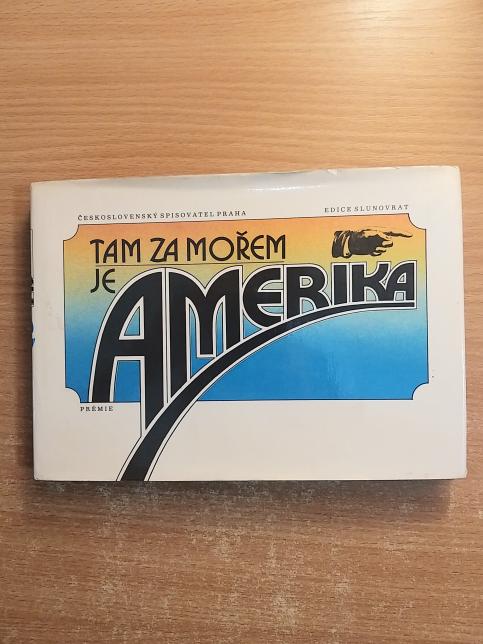 ČESKOSLOVENSKÝ SPISOVATEL PRAHA
EDICE SLUNOVRAT
TAM ZA MOŘEM
JE
AMERIKA
PRÉMIE